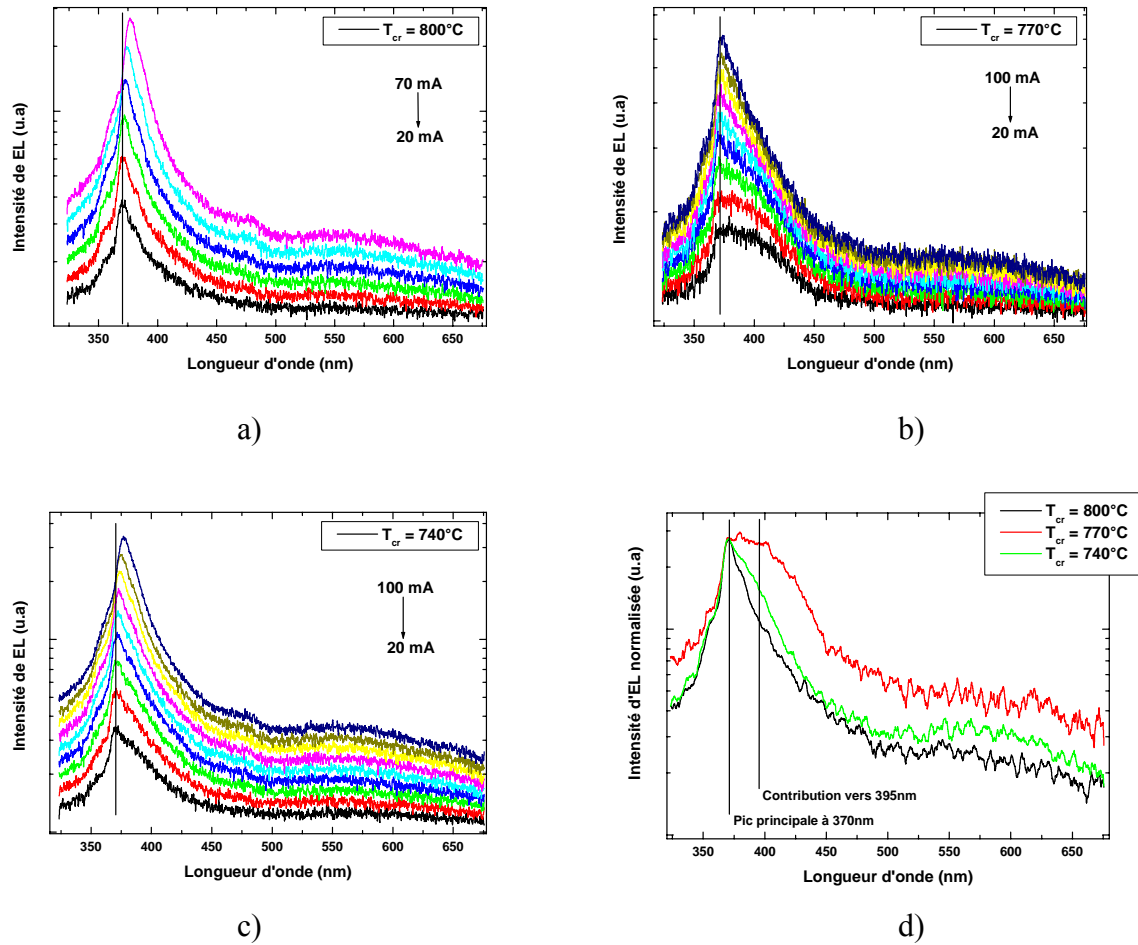 T_cr = 800°C
70 mA
20 mA
Intensité de EL (u.a)
350 400 450 500 550 600 650
Longueur d'onde (nm)
a)
T_cr = 770°C
100 mA
20 mA
Intensité de EL (u.a)
350 400 450 500 550 600 650
Longueur d'onde (nm)
b)
T_cr = 740°C
100 mA
20 mA
Intensité de EL (u.a)
350 400 450 500 550 600 650
Longueur d'onde (nm)
c)
T_cr = 800°C
T_cr = 770°C
T_cr = 740°C
Intensité d'EL normalisée (u.a)
Contribution vers 395nm
Pic principale à 370nm
350 400 450 500 550 600 650
Longueur d'onde (nm)
d)